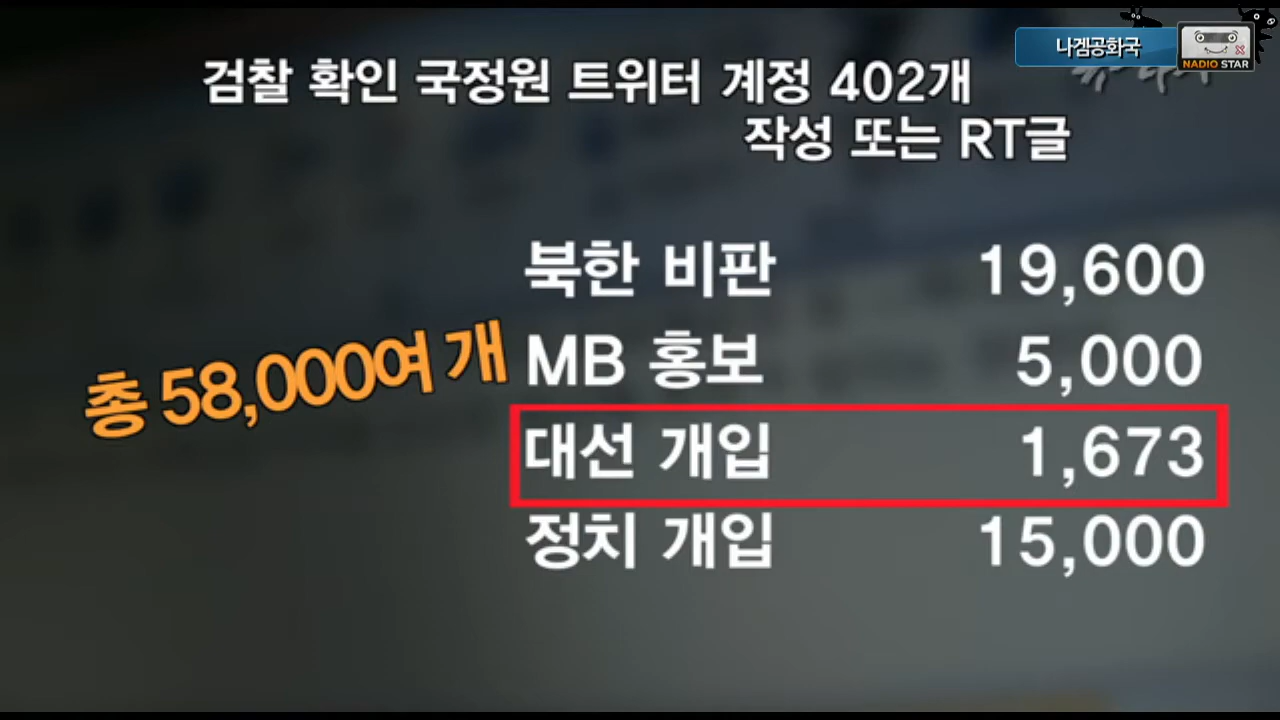 나겜공화국
NADIO STAR
검찰 확인 국정원 트위터 계정 402개
작성 또는 RT글
총 58,000여 개
북한 비판 19,600
MB 홍보 5,000
대선 개입 1,673
정치 개입 15,000